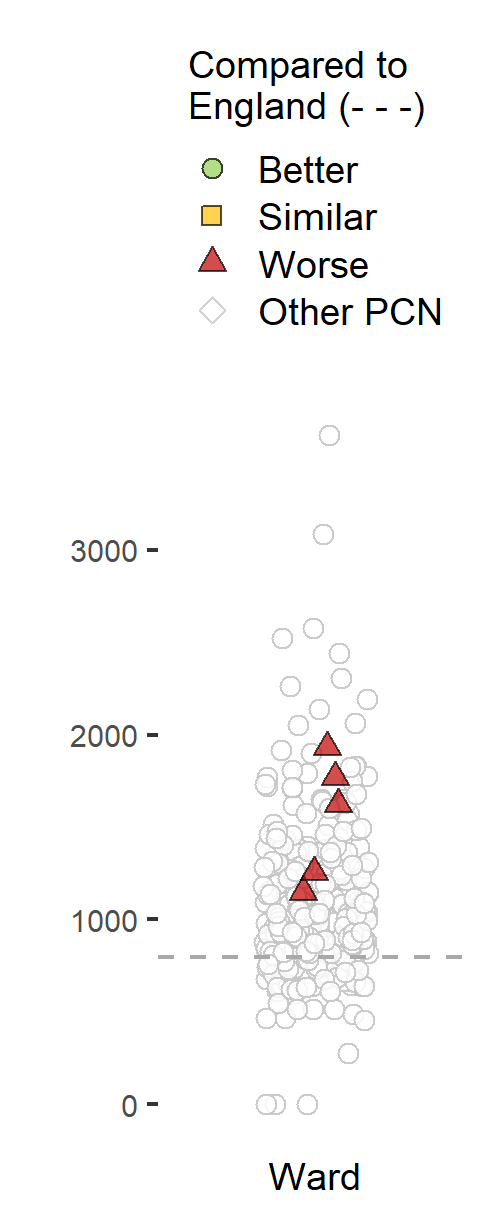 Compared to
England (- - -)
Better
Similar
Worse
Other PCN
3000
2000
1000
0
Ward